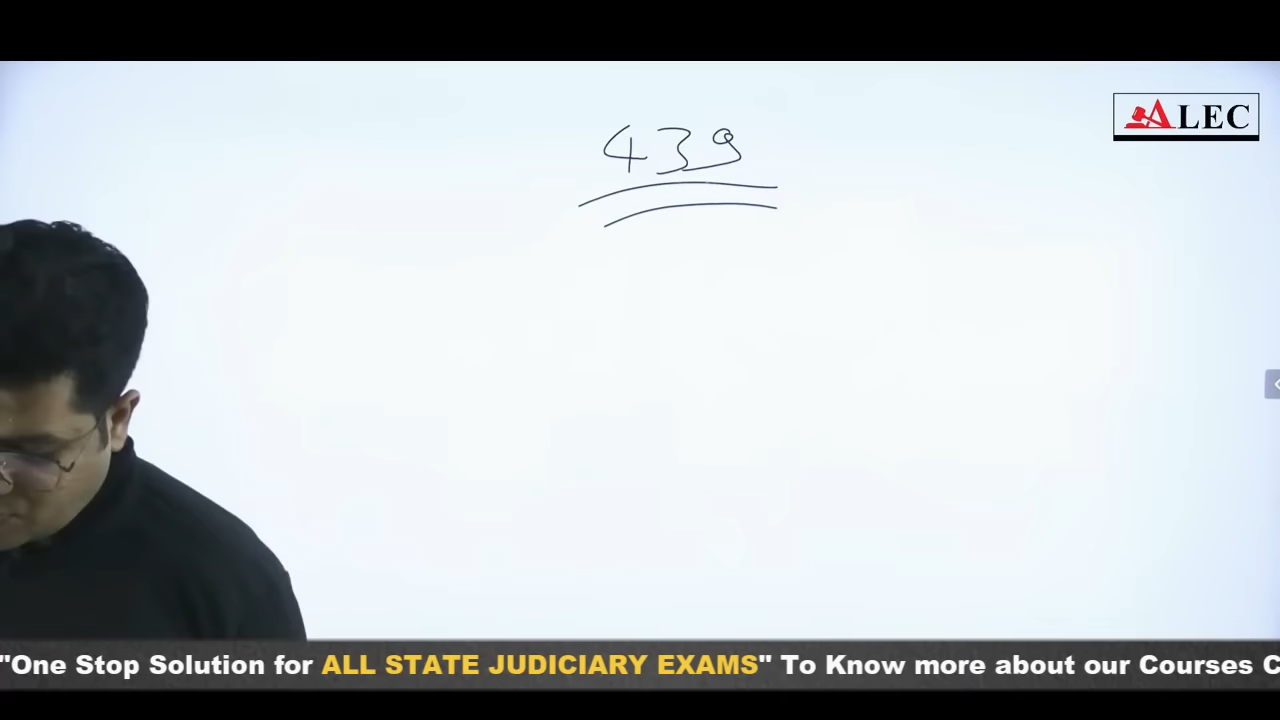 439
ALEC
"One Stop Solution for ALL STATE JUDICIARY EXAMS" To Know more about our Courses C